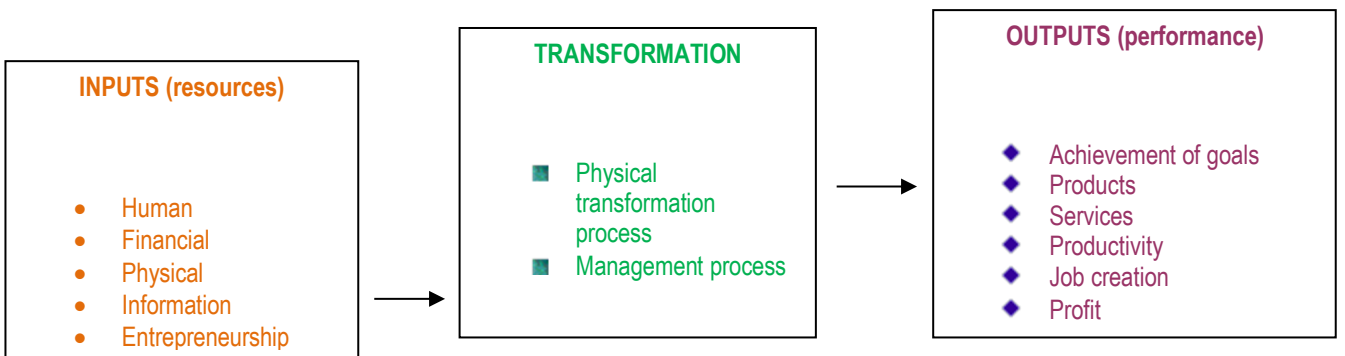 INPUTS (resources)
Human
Financial
Physical
Information
Entrepreneurship
TRANSFORMATION
Physical
transformation
process
Management process
OUTPUTS (performance)
Achievement of goals
Products
Services
Productivity
Job creation
Profit